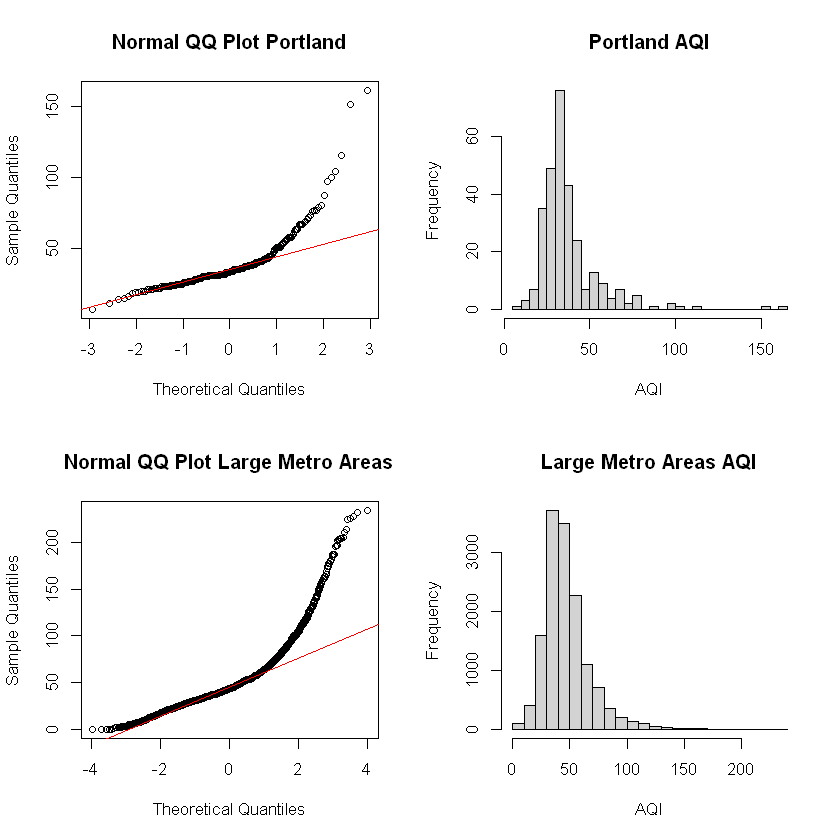 Normal QQ Plot Portland
Sample Quantiles
50 100 150
-3 -2 -1 0 1 2 3
Theoretical Quantiles
Portland AQI
Frequency
0 20 40 60
0 50 100 150
AQI
Normal QQ Plot Large Metro Areas
Sample Quantiles
0 50 100 150 200
-4 -2 0 2 4
Theoretical Quantiles
Large Metro Areas AQI
Frequency
0 1000 2000 3000
0 50 100 150 200
AQI